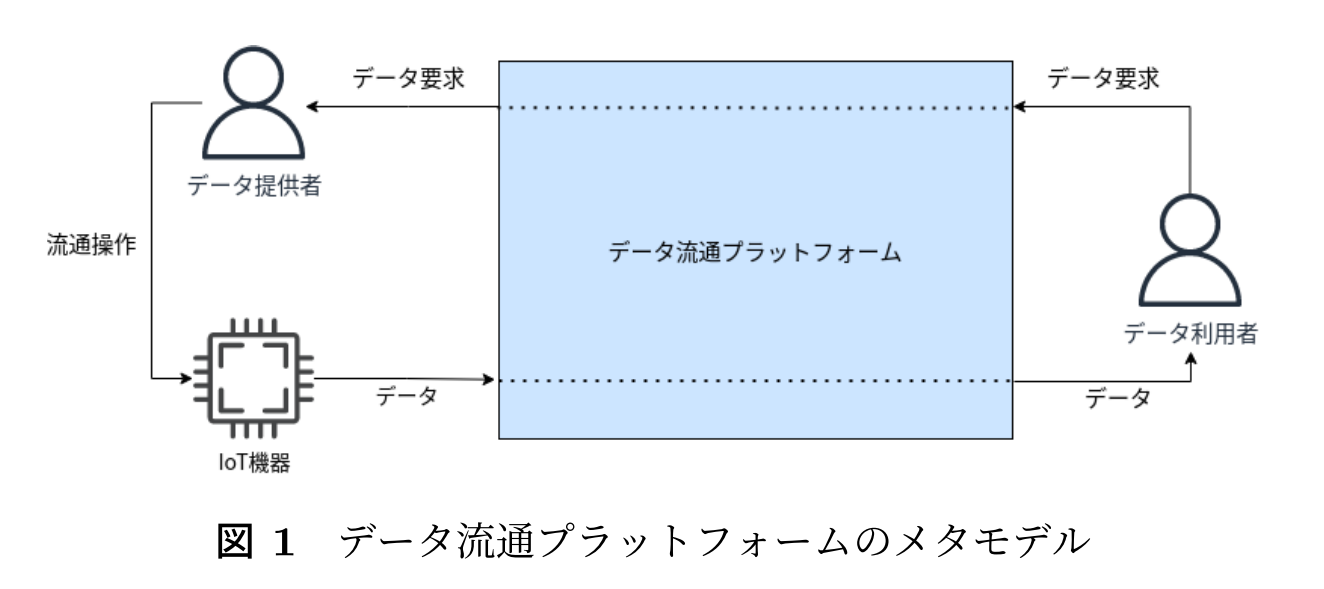 データ要求
データ要求
データ提供者
流通操作
データ流通プラットフォーム
データ利用者
データ
データ
IoT機器
図 1 データ流通プラットフォームのメタモデル